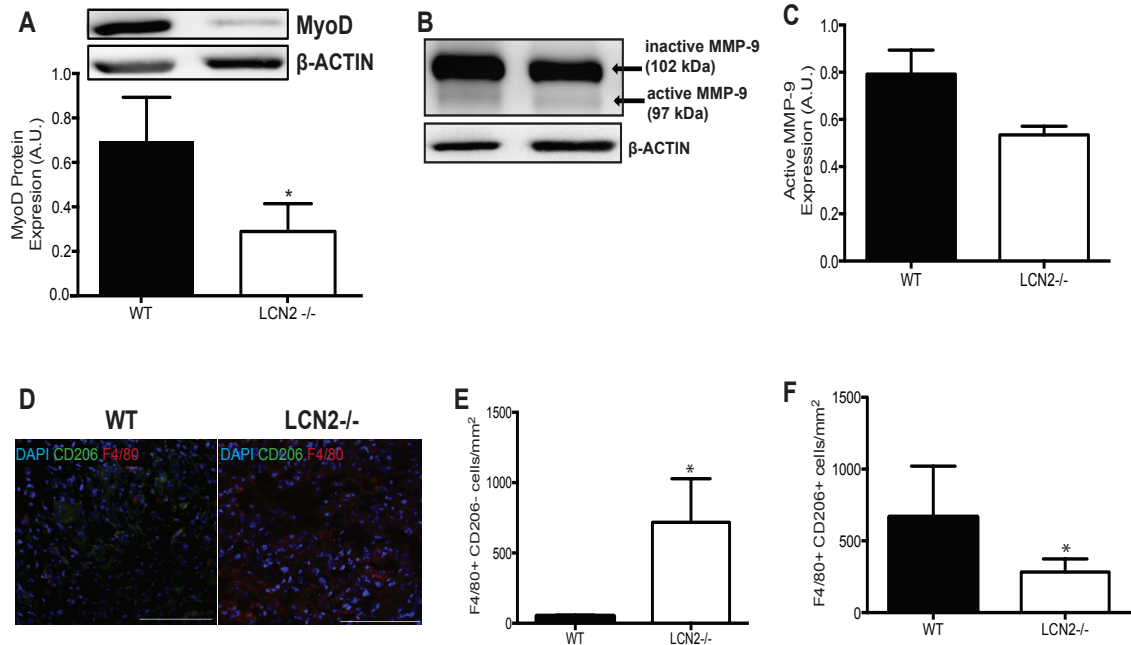 A
MyoD
β-ACTIN
MyoD Protein
Expresion (A.U.)
1.0
0.8
0.6
0.4
0.2
0.0
*
WT
LCN2 -/-
B
inactive MMP-9
(102 kDa)
active MMP-9
(97 kDa)
β-ACTIN
C
Active MMP-9
Expression (A.U.)
1.0
0.8
0.6
0.4
0.2
0.0
WT
LCN2-/-
D
WT
LCN2-/-
DAPI CD206 F4/80
DAPI CD206 F4/80
E
F4/80+ CD206- cells/mm²
1500
1000
500
0
*
WT
LCN2-/-
F
F4/80+ CD206+ cells/mm²
1500
1000
500
0
*
WT
LCN2-/-